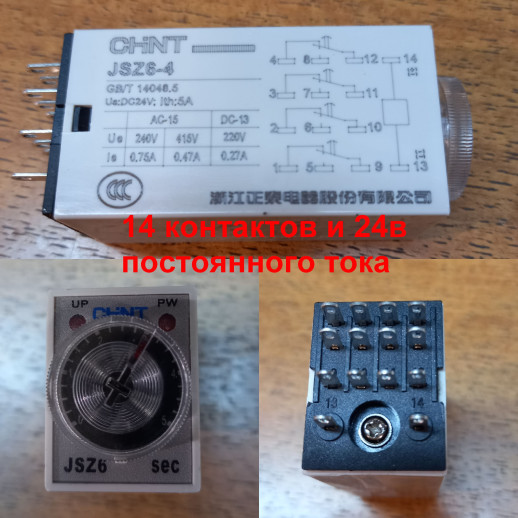 CHNT
JSZ6-4
GB/T 14048.5
Us:DC24V; Ith:5A
AC-15 DC-13
Ue 240V 415V 220V
Ie 0.75A 0.47A 0.27A
CCC
4 8 12 14
3 7 11
2 6 10
1 5 9 13
浙江正泰电器股份有限公司
14 контактов и 24в
постоянного тока
UP PW
CHNT
JSZ6 sec
13 14